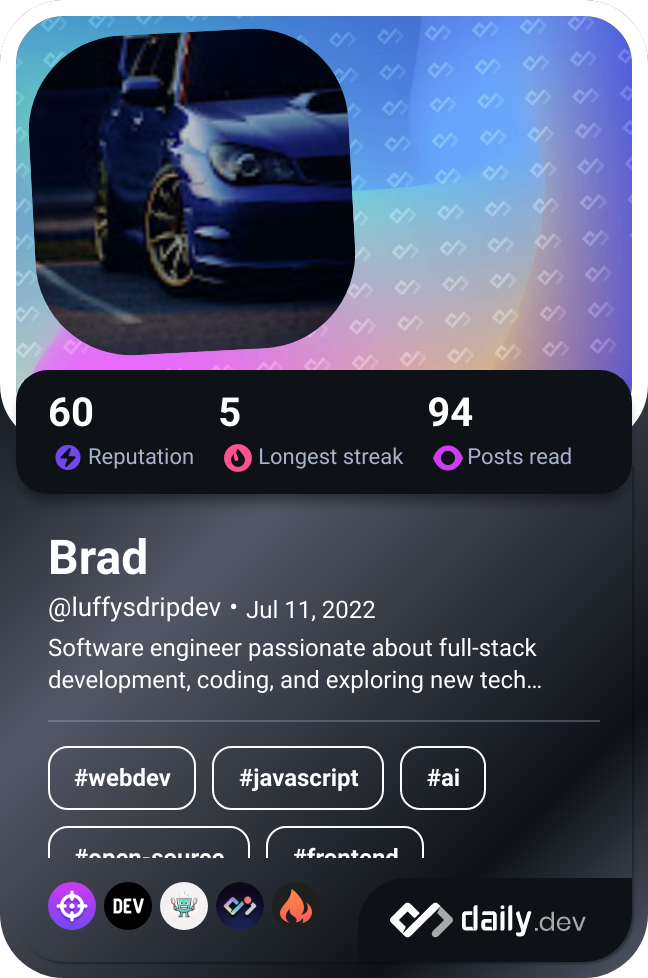 60 5 94
Reputation Longest streak Posts read
Brad
@luffysdripdev • Jul 11, 2022
Software engineer passionate about full-stack
development, coding, and exploring new tech…
#webdev #javascript #ai
#open-source #frontend
DEV
daily.dev